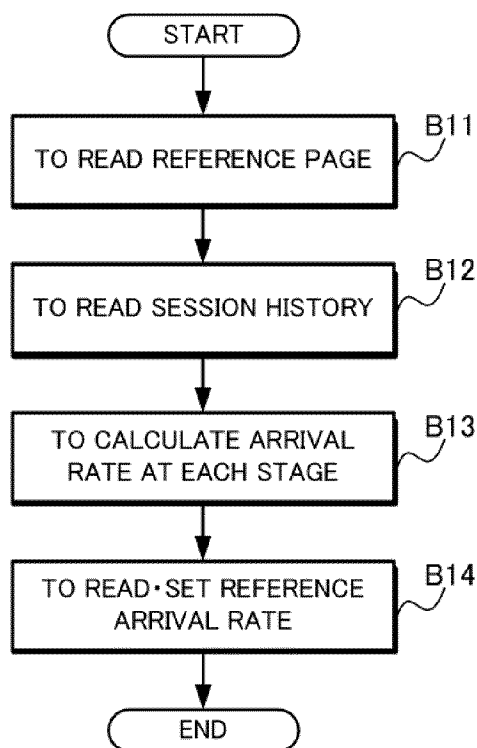 START
TO READ REFERENCE PAGE
B11
TO READ SESSION HISTORY
B12
TO CALCULATE ARRIVAL
RATE AT EACH STAGE
B13
TO READ・SET REFERENCE
ARRIVAL RATE
B14
END